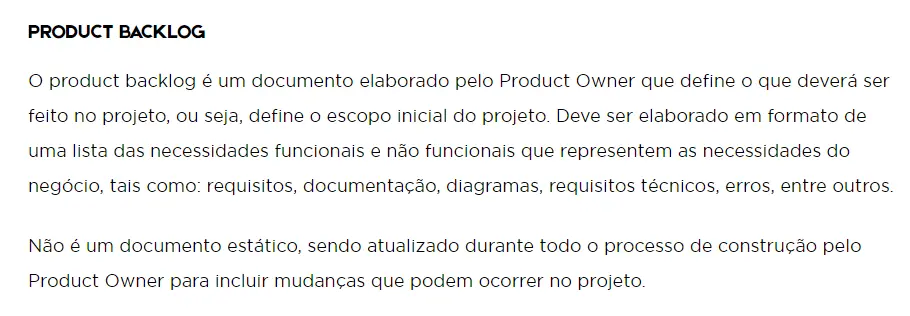 PRODUCT BACKLOG
O product backlog é um documento elaborado pelo Product Owner que define o que deverá ser
feito no projeto, ou seja, define o escopo inicial do projeto. Deve ser elaborado em formato de
uma lista das necessidades funcionais e não funcionais que representem as necessidades do
negócio, tais como: requisitos, documentação, diagramas, requisitos técnicos, erros, entre outros.
Não é um documento estático, sendo atualizado durante todo o processo de construção pelo
Product Owner para incluir mudanças que podem ocorrer no projeto.